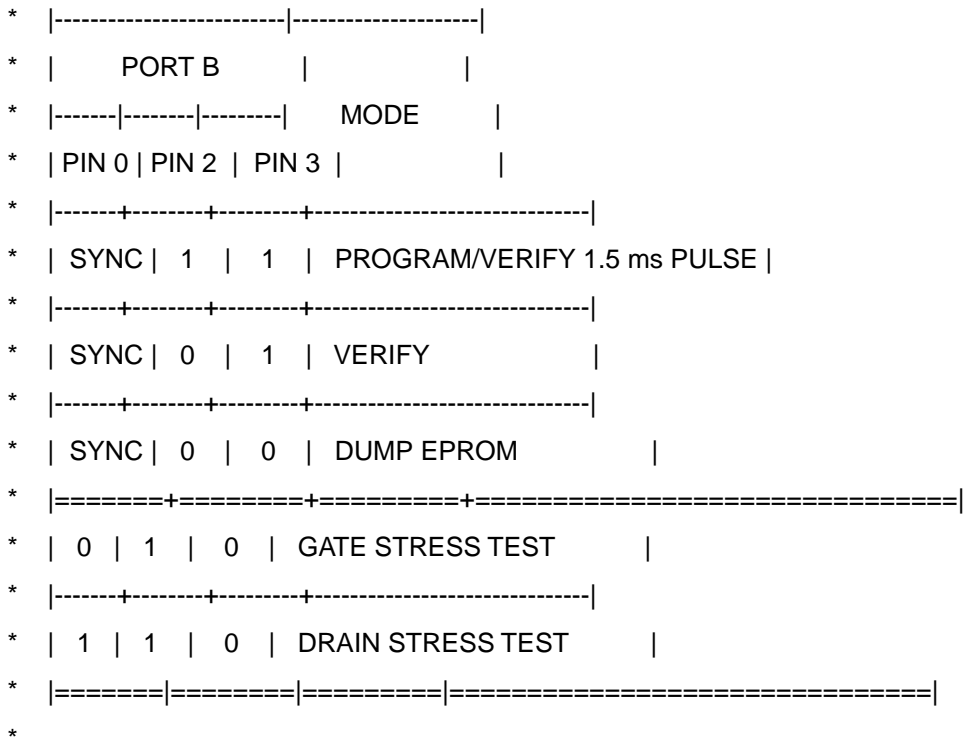 *    |--------------------------|---------------------|
*    |        PORT B          |                  |
*    |-------|--------|---------|      MODE          |
*    | PIN 0 | PIN 2  |  PIN 3  |                  |
*    |-------+--------+---------+-------------------------------|
*    |  SYNC |   1    |    1    |   PROGRAM/VERIFY 1.5 ms PULSE |
*    |-------+--------+---------+-------------------------------|
*    |  SYNC |   0    |    1    |   VERIFY                    |
*    |-------+--------+---------+-------------------------------|
*    |  SYNC |   0    |    0    |   DUMP EPROM                 |
*    |=======+========+=========+===============================|
*    |   0   |   1    |    0    |   GATE STRESS TEST            |
*    |-------+--------+---------+-------------------------------|
*    |   1   |   1    |    0    |   DRAIN STRESS TEST           |
*    |=======|========|=========|===============================|
*